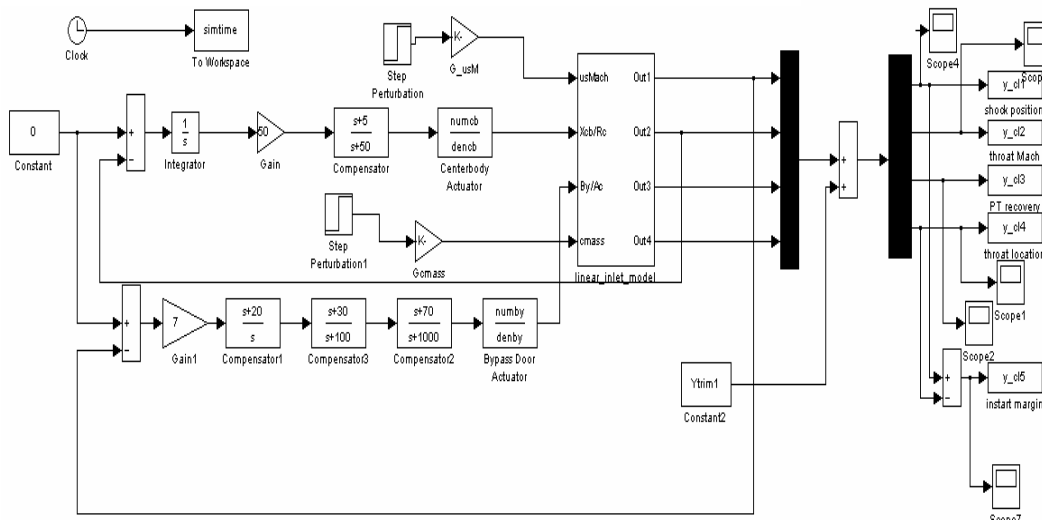 Clock
simtime
To Workspace
Step
Perturbation
K-
G_usM
Scope4
Scope
0
Constant
+
−
1
s
Integrator
50
Gain
s+5
s+50
Compensator
numcb
dencb
Centerbody
Actuator
usMach
Xcb/Rc
By/Ac
cmass
Out1
Out2
Out3
Out4
linear_inlet_model
Step
Perturbation1
K-
Gcmass
+
−
7
Gain1
s+20
s
Compensator1
s+30
s+100
Compensator3
s+70
s+1000
Compensator2
numby
denby
Bypass Door
Actuator
Ytrim1
Constant2
+
+
y_cl1
shock position
y_cl2
throat Mach
y_cl3
PT recovery
y_cl4
throat location
Scope1
Scope2
+
−
y_cl5
instart margin
Scope7